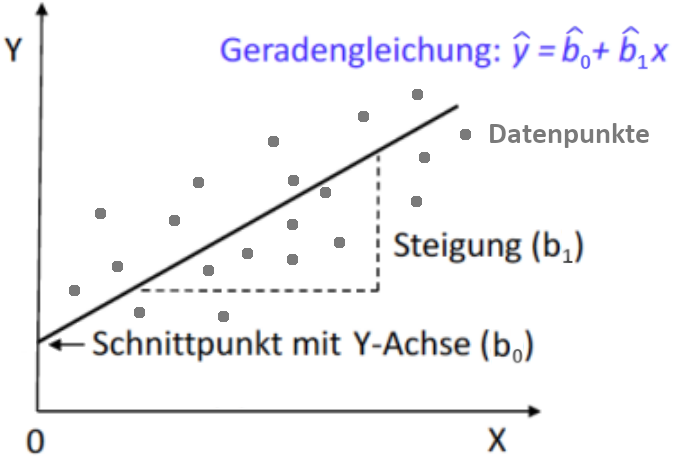 Y
Geradengleichung: ŷ = b̂₀ + b̂₁x
Datenpunkte
Steigung (b₁)
Schnittpunkt mit Y-Achse (b₀)
0
X